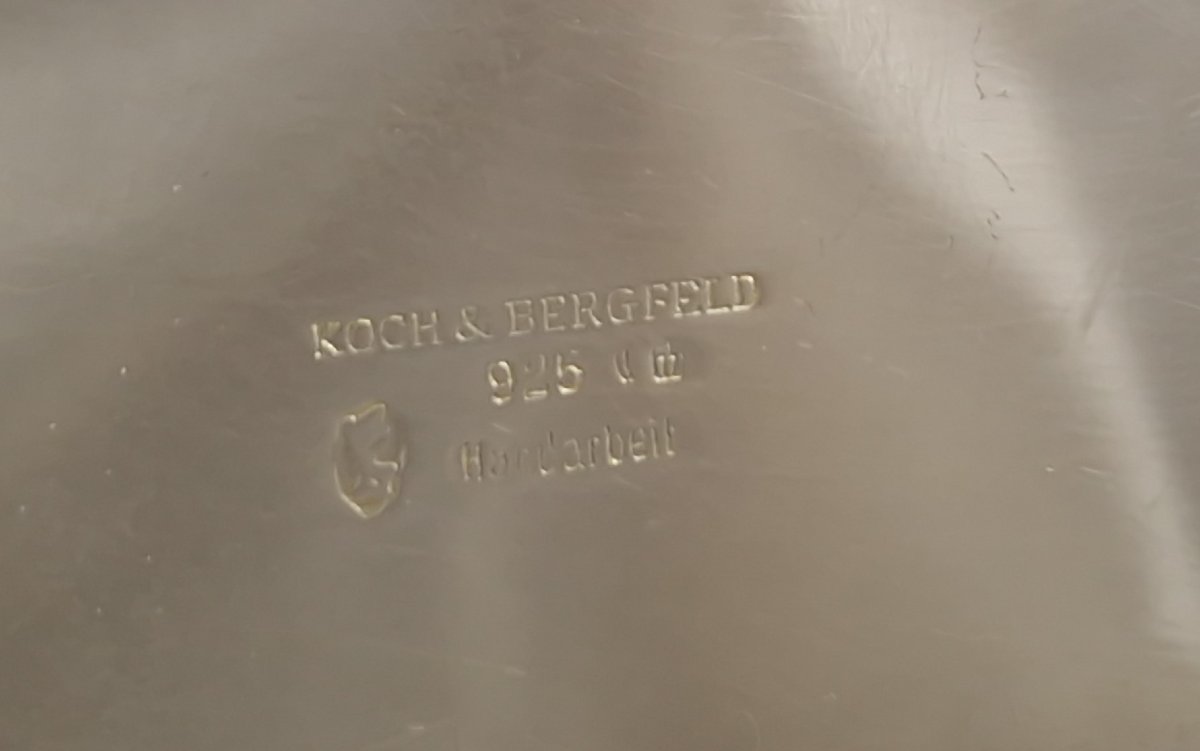 KOCH & BERGFELD
925
Handarbeit